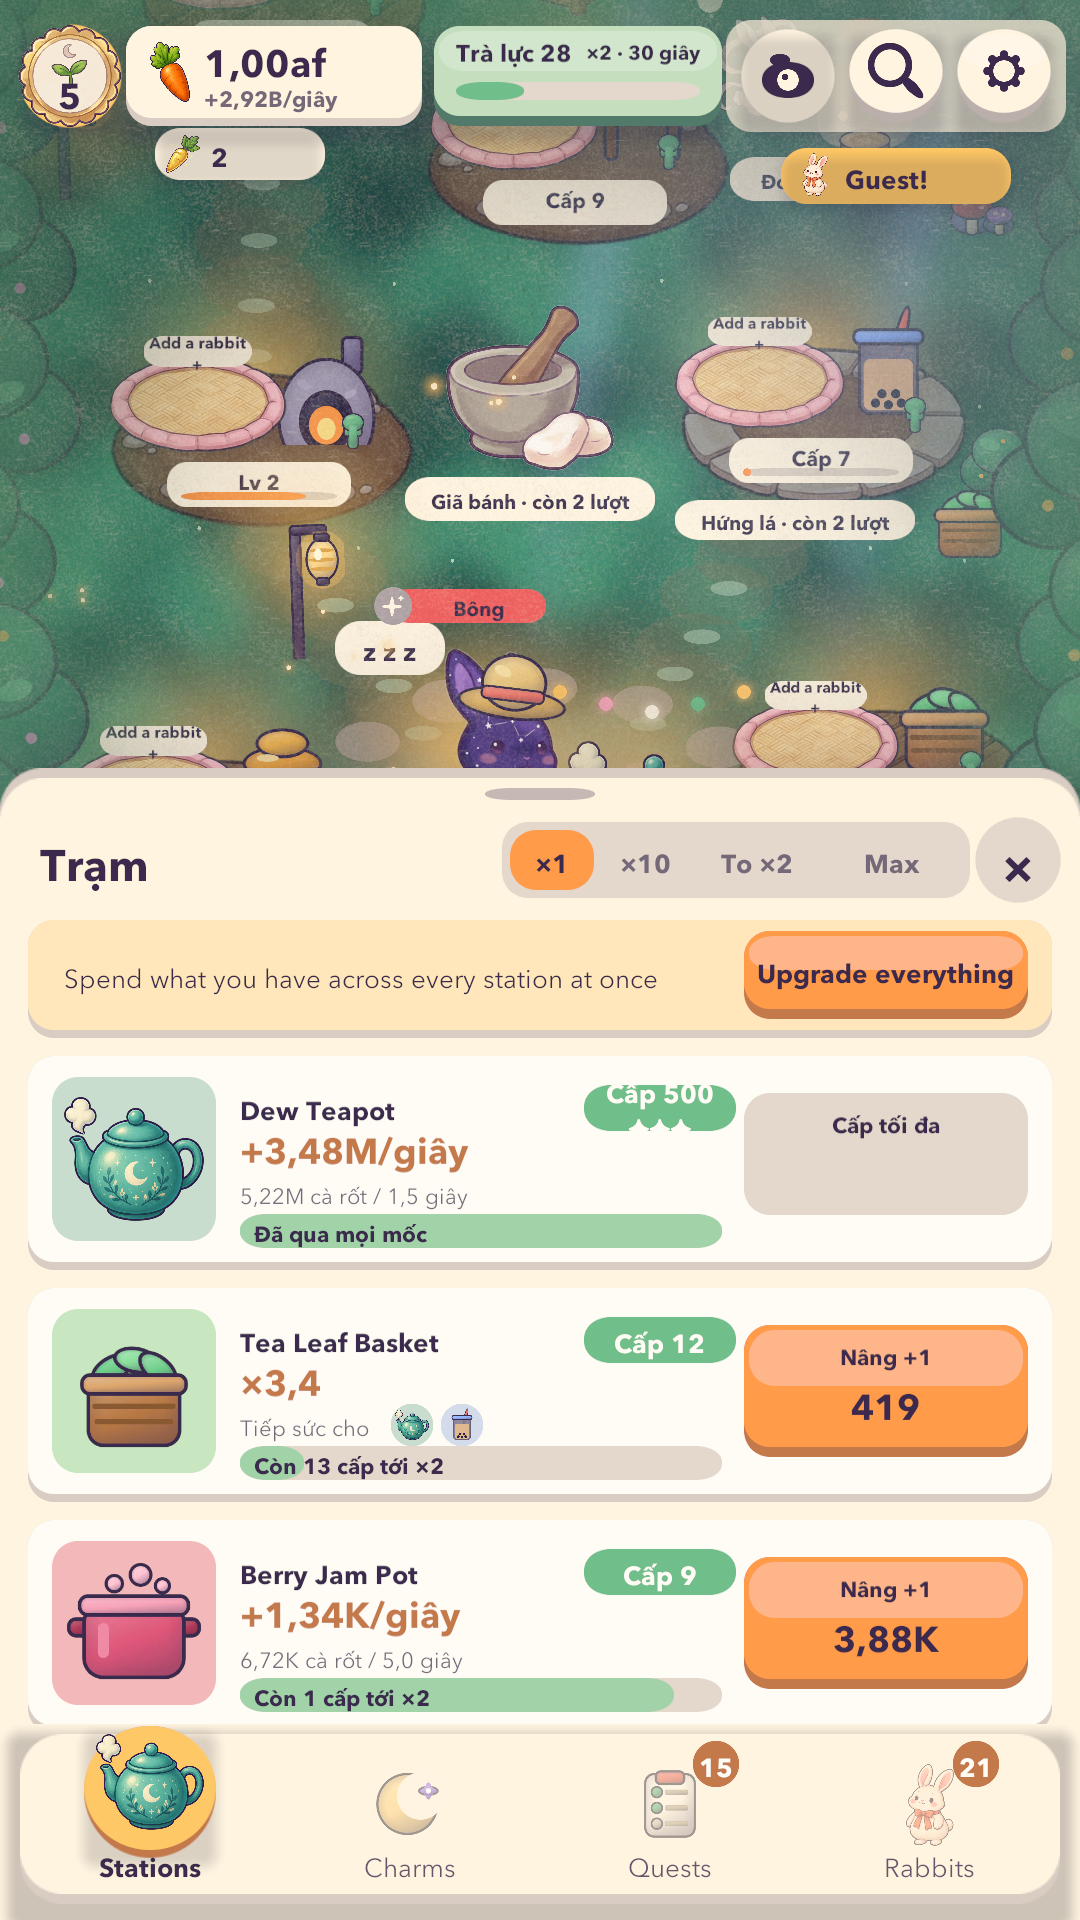 5
1,00af
+2,92B/giây
Trà lực 28 ×2 · 30 giây
2
Guest!
Cấp 9
Add a rabbit
+
Add a rabbit
+
Lv 2
Giã bánh · còn 2 lượt
Cấp 7
Hứng lá · còn 2 lượt
Bông
z z z
Add a rabbit
+
Add a rabbit
+
Trạm
×1 ×10 To ×2 Max
Spend what you have across every station at once
Upgrade everything
Dew Teapot
Cấp 500
+3,48M/giây
5,22M cà rốt / 1,5 giây
Đã qua mọi mốc
Cấp tối đa
Tea Leaf Basket
Cấp 12
×3,4
Tiếp sức cho
Còn 13 cấp tới ×2
Nâng +1
419
Berry Jam Pot
Cấp 9
+1,34K/giây
6,72K cà rốt / 5,0 giây
Còn 1 cấp tới ×2
Nâng +1
3,88K
Stations
Charms
15
Quests
21
Rabbits